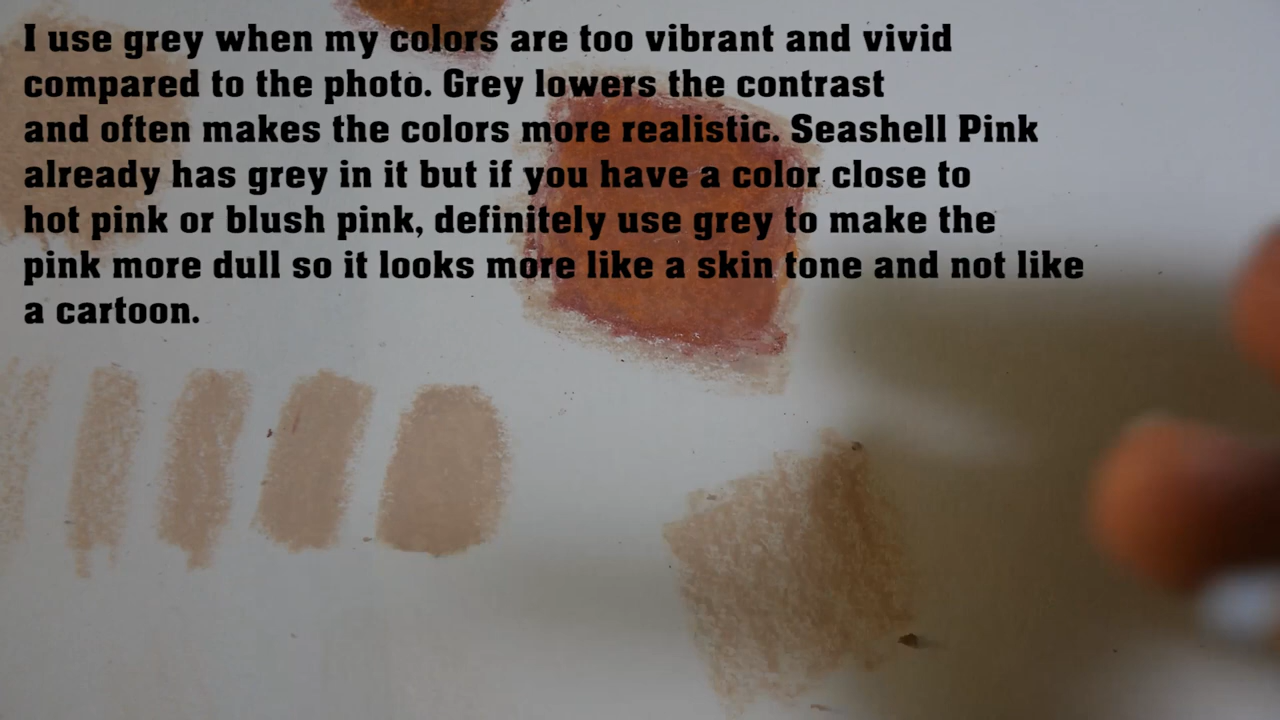 I use grey when my colors are too vibrant and vivid
compared to the photo. Grey lowers the contrast
and often makes the colors more realistic. Seashell Pink
already has grey in it but if you have a color close to
hot pink or blush pink, definitely use grey to make the
pink more dull so it looks more like a skin tone and not like
a cartoon.